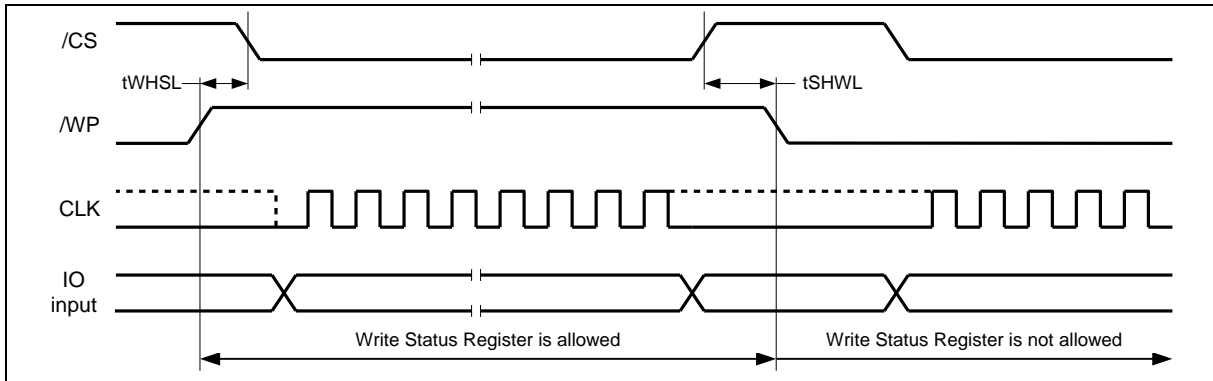 /CS
tWHSL
tSHWL
/WP
CLK
IO
input
Write Status Register is allowed
Write Status Register is not allowed